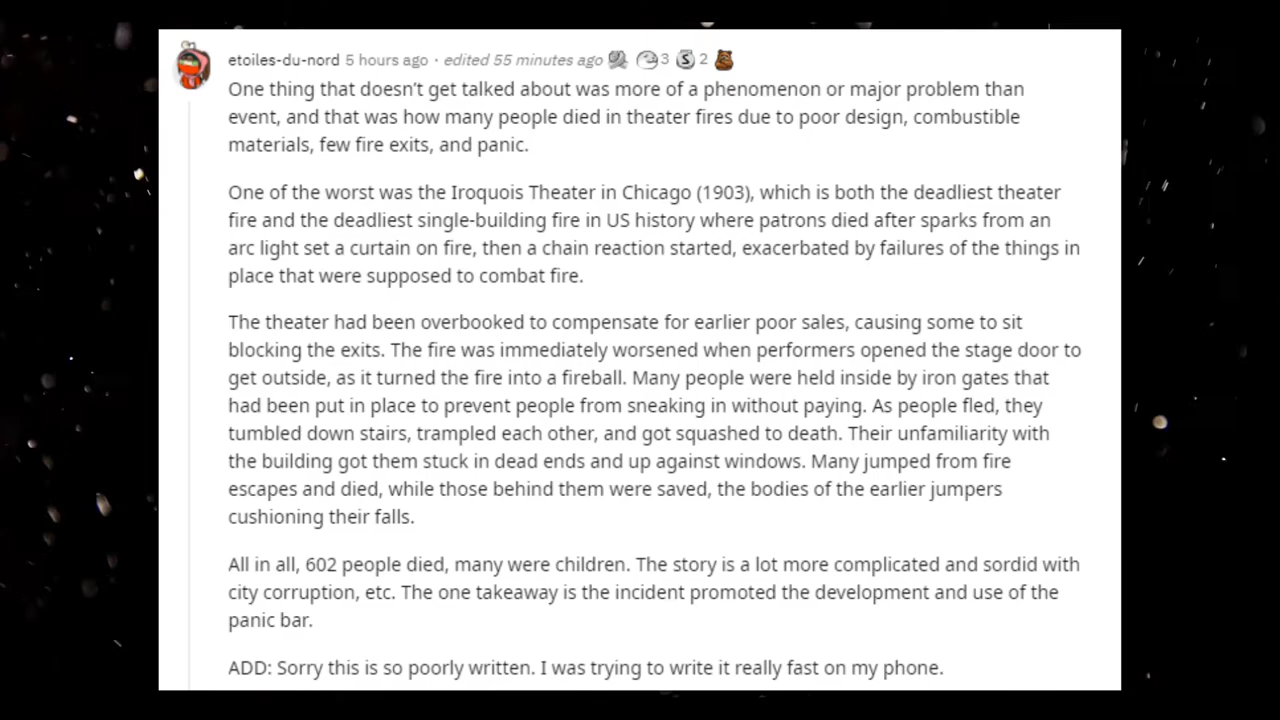 etoiles-du-nord 5 hours ago · edited 55 minutes ago 3 S 2
One thing that doesn't get talked about was more of a phenomenon or major problem than
event, and that was how many people died in theater fires due to poor design, combustible
materials, few fire exits, and panic.
One of the worst was the Iroquois Theater in Chicago (1903), which is both the deadliest theater
fire and the deadliest single-building fire in US history where patrons died after sparks from an
arc light set a curtain on fire, then a chain reaction started, exacerbated by failures of the things in
place that were supposed to combat fire.
The theater had been overbooked to compensate for earlier poor sales, causing some to sit
blocking the exits. The fire was immediately worsened when performers opened the stage door to
get outside, as it turned the fire into a fireball. Many people were held inside by iron gates that
had been put in place to prevent people from sneaking in without paying. As people fled, they
tumbled down stairs, trampled each other, and got squashed to death. Their unfamiliarity with
the building got them stuck in dead ends and up against windows. Many jumped from fire
escapes and died, while those behind them were saved, the bodies of the earlier jumpers
cushioning their falls.
All in all, 602 people died, many were children. The story is a lot more complicated and sordid with
city corruption, etc. The one takeaway is the incident promoted the development and use of the
panic bar.
ADD: Sorry this is so poorly written. I was trying to write it really fast on my phone.